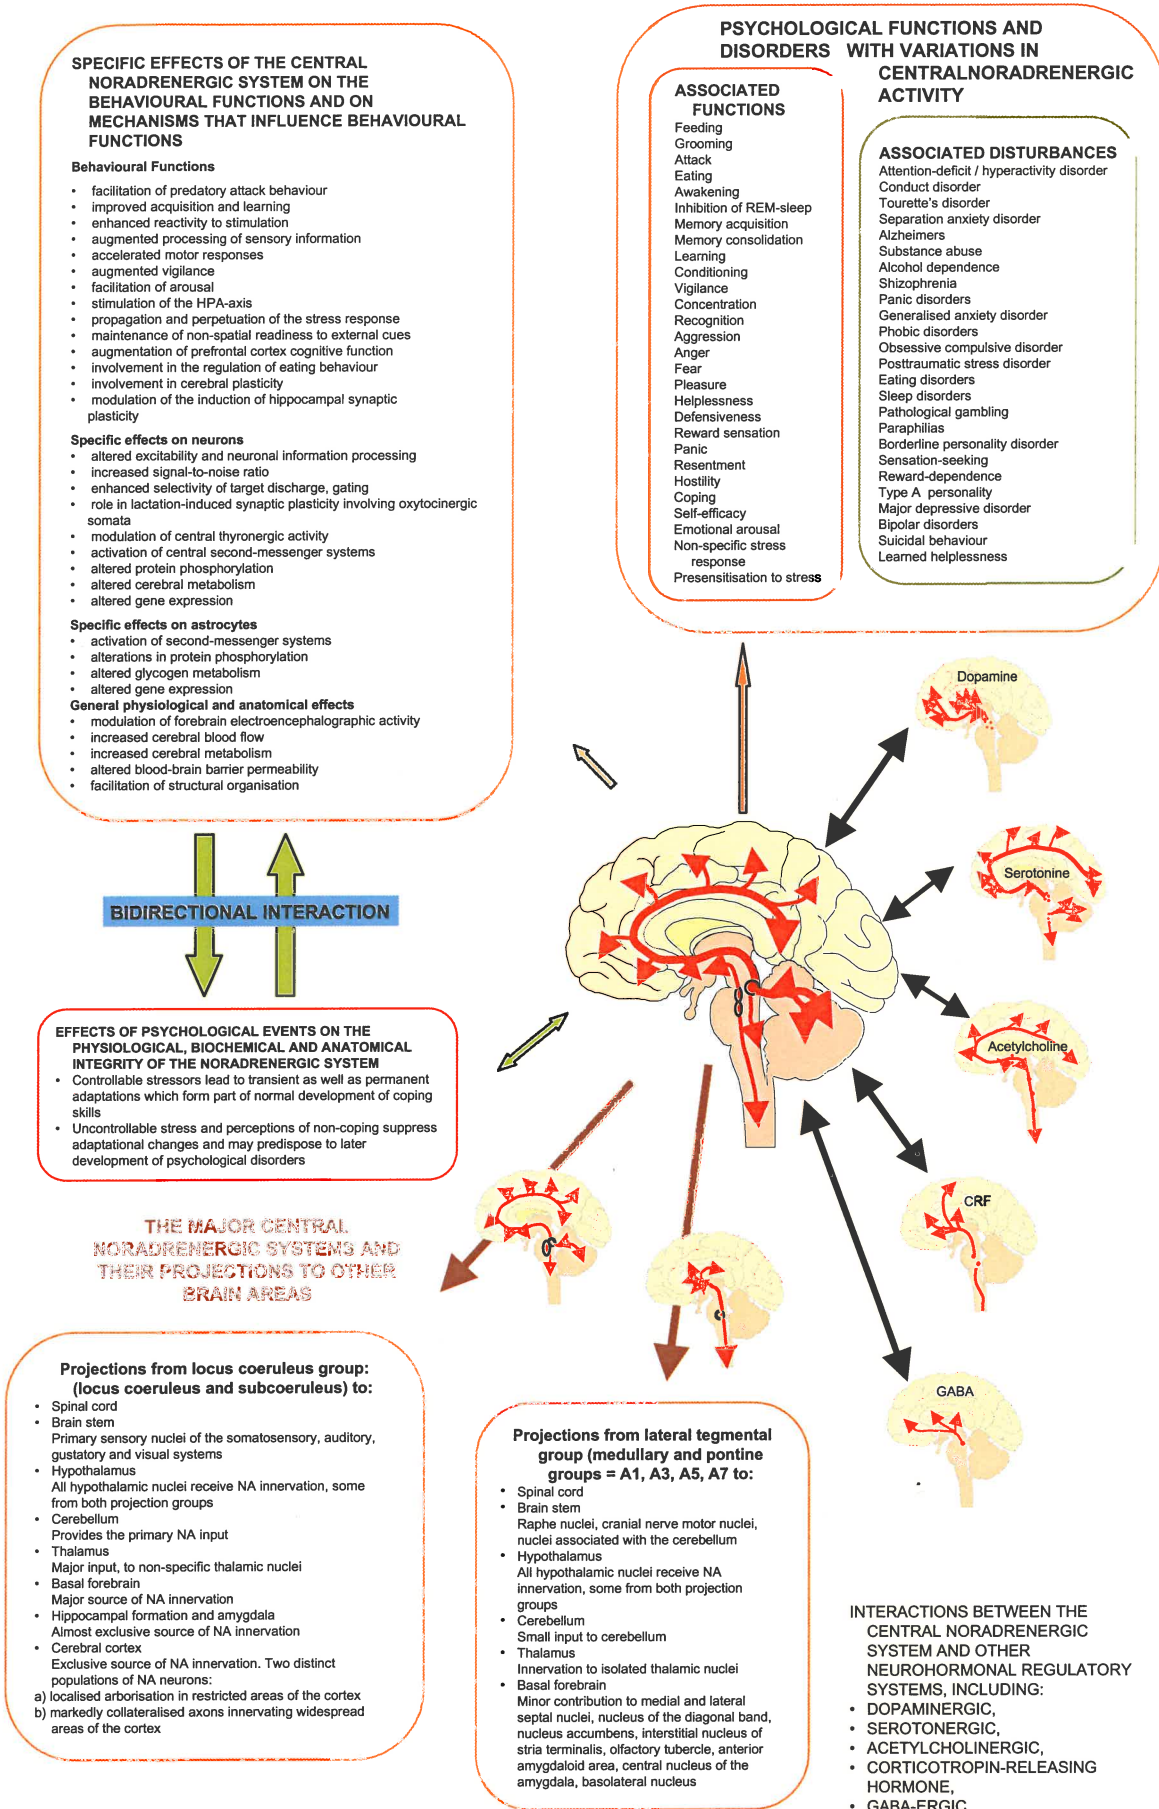 SPECIFIC EFFECTS OF THE CENTRAL
NORADRENERGIC SYSTEM ON THE
BEHAVIOURAL FUNCTIONS AND ON
MECHANISMS THAT INFLUENCE BEHAVIOURAL
FUNCTIONS
Behavioural Functions
• facilitation of predatory attack behaviour
• improved acquisition and learning
• enhanced reactivity to stimulation
• augmented processing of sensory information
• accelerated motor responses
• augmented vigilance
• facilitation of arousal
• stimulation of the HPA-axis
• propagation and perpetuation of the stress response
• maintenance of non-spatial readiness to external cues
• augmentation of prefrontal cortex cognitive function
• involvement in the regulation of eating behaviour
• involvement in cerebral plasticity
• modulation of the induction of hippocampal synaptic
plasticity
Specific effects on neurons
• altered excitability and neuronal information processing
• increased signal-to-noise ratio
• enhanced selectivity of target discharge, gating
• role in lactation-induced synaptic plasticity involving oxytocinergic
somata
• modulation of central thyronergic activity
• activation of central second-messenger systems
• altered protein phosphorylation
• altered cerebral metabolism
• altered gene expression
Specific effects on astrocytes
• activation of second-messenger systems
• alterations in protein phosphorylation
• altered glycogen metabolism
• altered gene expression
General physiological and anatomical effects
• modulation of forebrain electroencephalographic activity
• increased cerebral blood flow
• increased cerebral metabolism
• altered blood-brain barrier permeability
• facilitation of structural organisation
PSYCHOLOGICAL FUNCTIONS AND
DISORDERS WITH VARIATIONS IN
CENTRALNORADRENERGIC
ACTIVITY
ASSOCIATED
FUNCTIONS
Feeding
Grooming
Attack
Eating
Awakening
Inhibition of REM-sleep
Memory acquisition
Memory consolidation
Learning
Conditioning
Vigilance
Concentration
Recognition
Aggression
Anger
Fear
Pleasure
Helplessness
Defensiveness
Reward sensation
Panic
Resentment
Hostility
Coping
Self-efficacy
Emotional arousal
Non-specific stress
response
Presensitisation to stress
ASSOCIATED DISTURBANCES
Attention-deficit / hyperactivity disorder
Conduct disorder
Tourette's disorder
Separation anxiety disorder
Alzheimers
Substance abuse
Alcohol dependence
Shizophrenia
Panic disorders
Generalised anxiety disorder
Phobic disorders
Obsessive compulsive disorder
Posttraumatic stress disorder
Eating disorders
Sleep disorders
Pathological gambling
Paraphilias
Borderline personality disorder
Sensation-seeking
Reward-dependence
Type A personality
Major depressive disorder
Bipolar disorders
Suicidal behaviour
Learned helplessness
Dopamine
Serotonine
Acetylcholine
CRF
GABA
BIDIRECTIONAL INTERACTION
EFFECTS OF PSYCHOLOGICAL EVENTS ON THE
PHYSIOLOGICAL, BIOCHEMICAL AND ANATOMICAL
INTEGRITY OF THE NORADRENERGIC SYSTEM
• Controllable stressors lead to transient as well as permanent
adaptations which form part of normal development of coping
skills
• Uncontrollable stress and perceptions of non-coping suppress
adaptational changes and may predispose to later
development of psychological disorders
THE MAJOR CENTRAL
NORADRENERGIC SYSTEMS AND
THEIR PROJECTIONS TO OTHER
BRAIN AREAS
Projections from locus coeruleus group:
(locus coeruleus and subcoeruleus) to:
• Spinal cord
• Brain stem
Primary sensory nuclei of the somatosensory, auditory,
gustatory and visual systems
• Hypothalamus
All hypothalamic nuclei receive NA innervation, some
from both projection groups
• Cerebellum
Provides the primary NA input
• Thalamus
Major input, to non-specific thalamic nuclei
• Basal forebrain
Major source of NA innervation
• Hippocampal formation and amygdala
Almost exclusive source of NA innervation
• Cerebral cortex
Exclusive source of NA innervation. Two distinct
populations of NA neurons:
a) localised arborisation in restricted areas of the cortex
b) markedly collateralised axons innervating widespread
areas of the cortex
Projections from lateral tegmental
group (medullary and pontine
groups = A1, A3, A5, A7 to:
• Spinal cord
• Brain stem
Raphe nuclei, cranial nerve motor nuclei,
nuclei associated with the cerebellum
• Hypothalamus
All hypothalamic nuclei receive NA
innervation, some from both projection
groups
• Cerebellum
Small input to cerebellum
• Thalamus
Innervation to isolated thalamic nuclei
• Basal forebrain
Minor contribution to medial and lateral
septal nuclei, nucleus of the diagonal band,
nucleus accumbens, interstitial nucleus of
stria terminalis, olfactory tubercle, anterior
amygdaloid area, central nucleus of the
amygdala, basolateral nucleus
INTERACTIONS BETWEEN THE
CENTRAL NORADRENERGIC
SYSTEM AND OTHER
NEUROHORMONAL REGULATORY
SYSTEMS, INCLUDING:
• DOPAMINERGIC,
• SEROTONERGIC,
• ACETYLCHOLINERGIC,
• CORTICOTROPIN-RELEASING
HORMONE,
• GABA-ERGIC